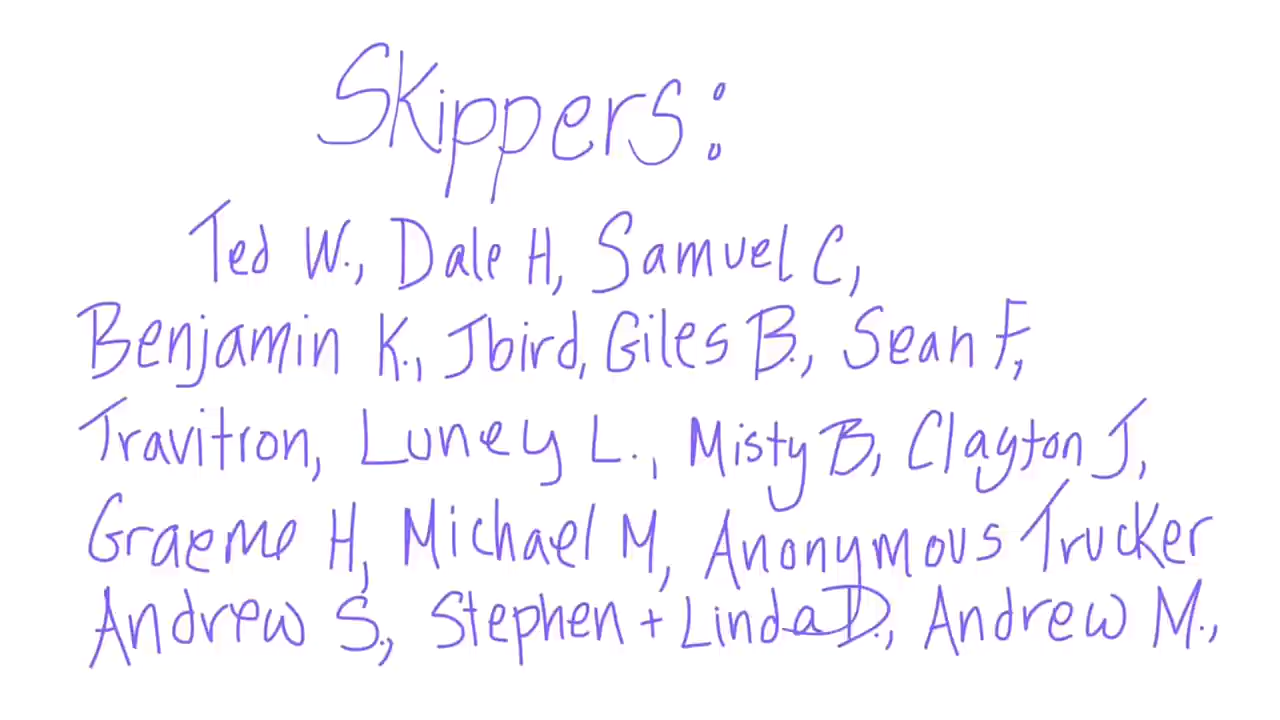 Skippers:
Ted W., Dale H, Samuel C,
Benjamin K., Jbird, Giles B., Sean F,
Travitron, Luney L., Misty B, Clayton J,
Graeme H, Michael M, Anonymous Trucker
Andrew S., Stephen + Linda D., Andrew M.,